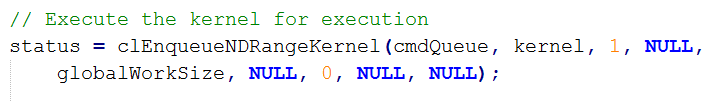 // Execute the kernel for execution
status = clEnqueueNDRangeKernel(cmdQueue, kernel, 1, NULL,
globalWorkSize, NULL, 0, NULL, NULL);